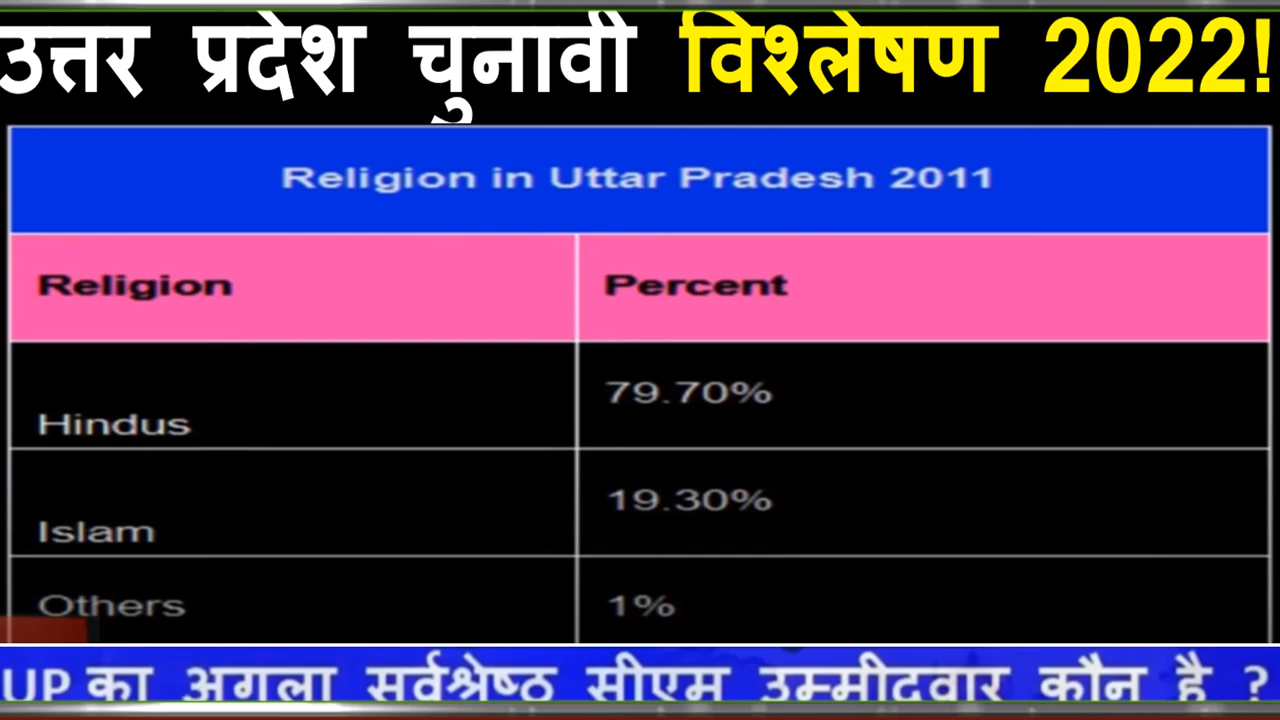 उत्तर प्रदेश चुनावी विश्लेषण 2022!
Religion in Uttar Pradesh 2011
Religion Percent
Hindus 79.70%
Islam 19.30%
Others 1%
UP का अगला सर्वश्रेष्ठ सीएम उम्मीदवार कौन है ?